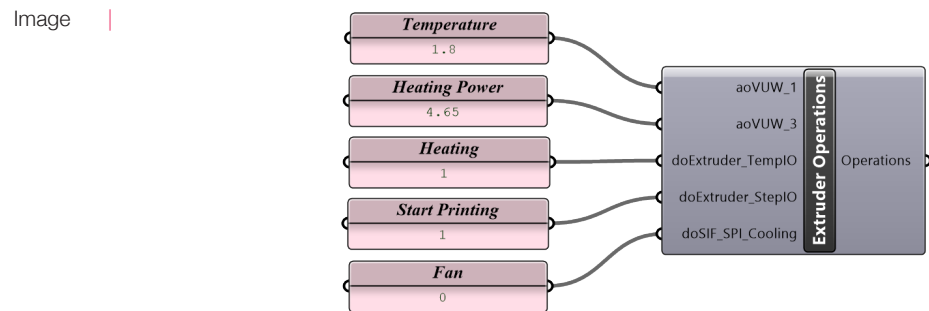 Image
Temperature
1.8
Heating Power
4.65
Heating
1
Start Printing
1
Fan
0
aoVUW_1
aoVUW_3
doExtruder_TempIO
doExtruder_StepIO
doSIF_SPI_Cooling
Extruder Operations
Operations